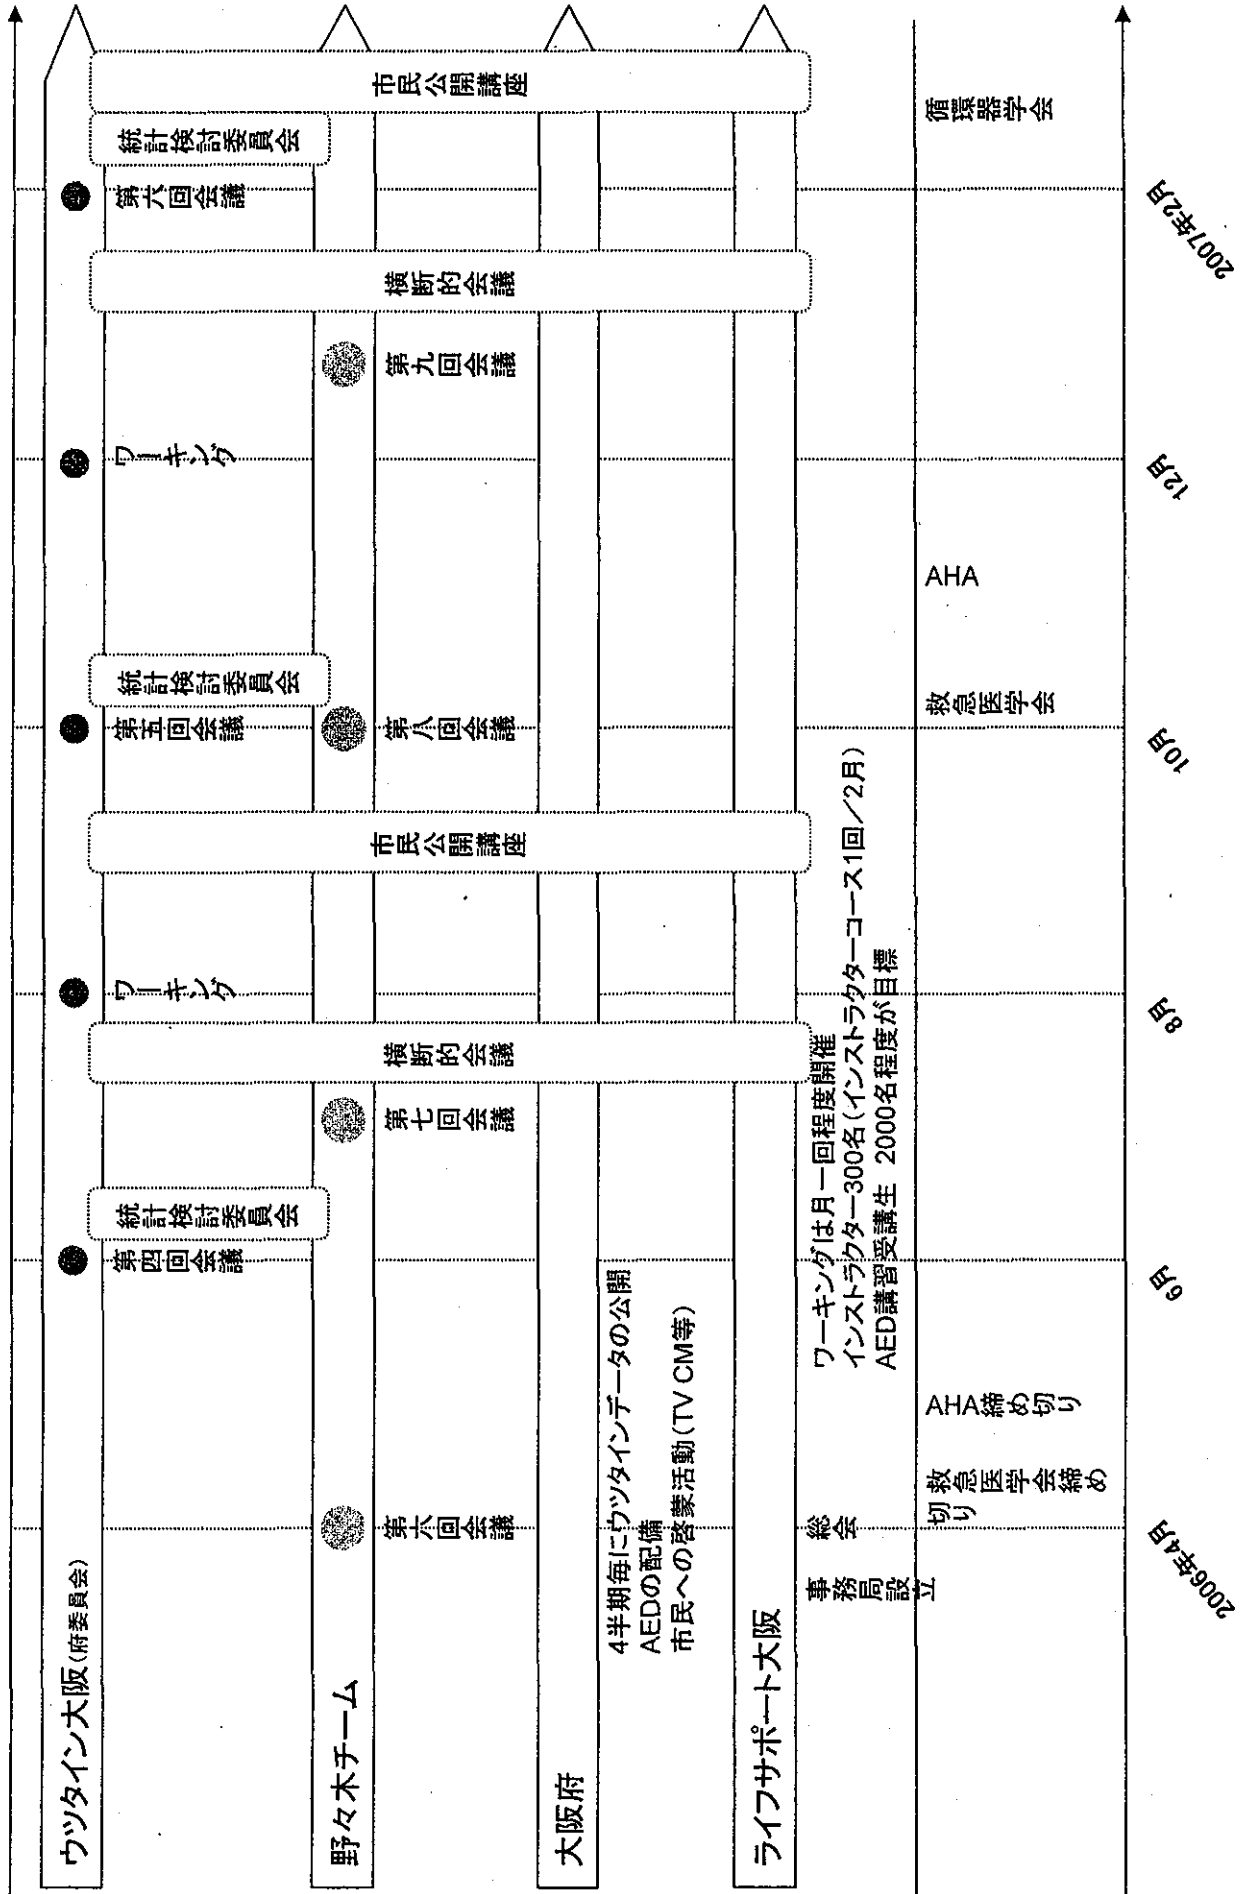 ウツタイン大阪(府委員会)
第四回会議
統計検討委員会
ワーキング
第五回会議
統計検討委員会
ワーキング
第六回会議
統計検討委員会
野々木チーム
第六回会議
第七回会議
横断的会議
市民公開講座
第八回会議
第九回会議
横断的会議
市民公開講座
大阪府
4半期毎にウツタインデータの公開
AEDの配備
市民への啓蒙活動(TV CM等)
ライフサポート大阪
事務局設立
総会
ワーキングは月一回程度開催
インストラクター300名(インストラクターコース1回/2月)
AED講習受講生 2000名程度が目標
救急医学会締め
切り
AHA締め切り
救急医学会
AHA
循環器学会
2006年4月
6月
8月
10月
12月
2007年2月